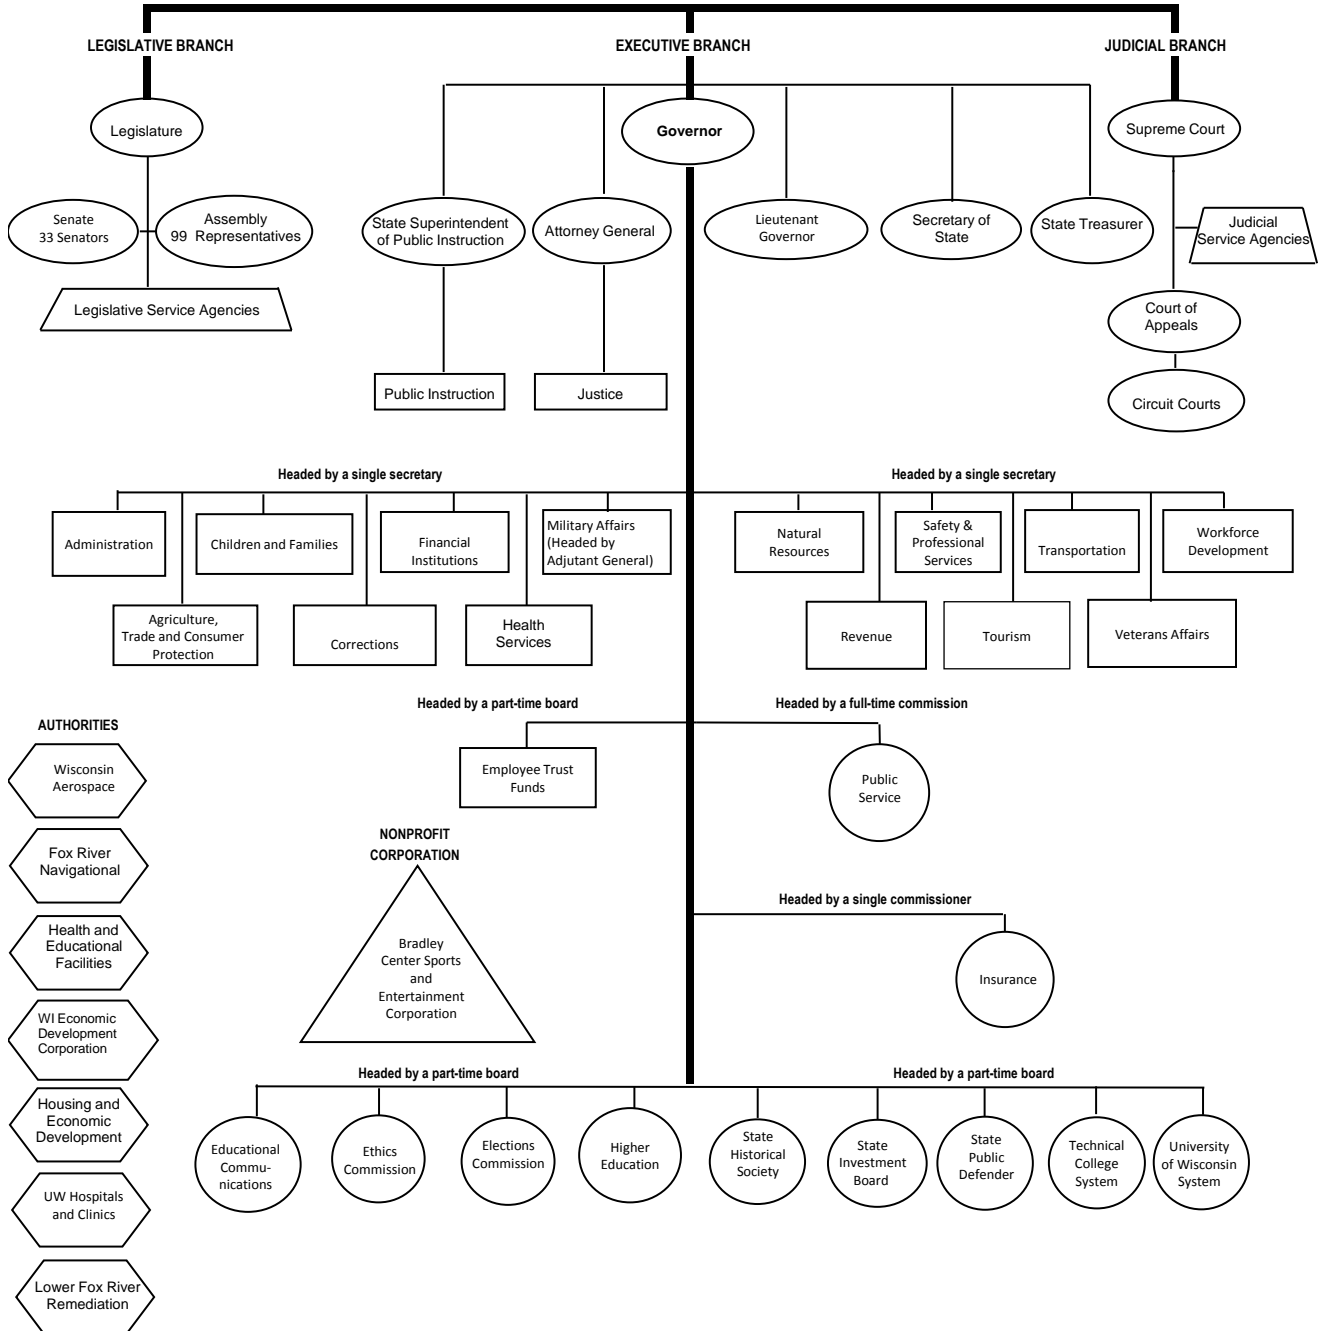 LEGISLATIVE BRANCH
EXECUTIVE BRANCH
JUDICIAL BRANCH
Legislature
Governor
Supreme Court
Senate
33 Senators
Assembly
99 Representatives
State Superintendent
of Public Instruction
Attorney General
Lieutenant
Governor
Secretary of
State
State Treasurer
Judicial
Service Agencies
Legislative Service Agencies
Court of
Appeals
Public Instruction
Justice
Circuit Courts
Headed by a single secretary
Headed by a single secretary
Administration
Children and Families
Financial
Institutions
Military Affairs
(Headed by
Adjutant General)
Natural
Resources
Safety &
Professional
Services
Transportation
Workforce
Development
Agriculture,
Trade and Consumer
Protection
Corrections
Health
Services
Revenue
Tourism
Veterans Affairs
Headed by a part-time board
Headed by a full-time commission
Employee Trust
Funds
Public
Service
AUTHORITIES
Wisconsin
Aerospace
Fox River
Navigational
Health and
Educational
Facilities
WI Economic
Development
Corporation
Housing and
Economic
Development
UW Hospitals
and Clinics
Lower Fox River
Remediation
NONPROFIT
CORPORATION
Bradley
Center Sports
and
Entertainment
Corporation
Headed by a single commissioner
Insurance
Headed by a part-time board
Headed by a part-time board
Educational
Commu-
nications
Ethics
Commission
Elections
Commission
Higher
Education
State
Historical
Society
State
Investment
Board
State
Public
Defender
Technical
College
System
University
of Wisconsin
System